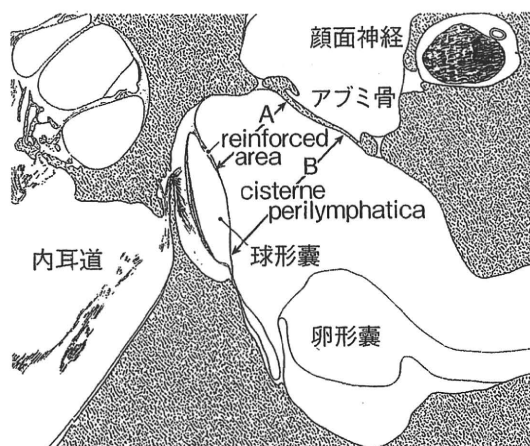 顔面神経
アブミ骨
A
reinforced
area
B
cisterne
perilymphatica
内耳道
球形嚢
卵形嚢